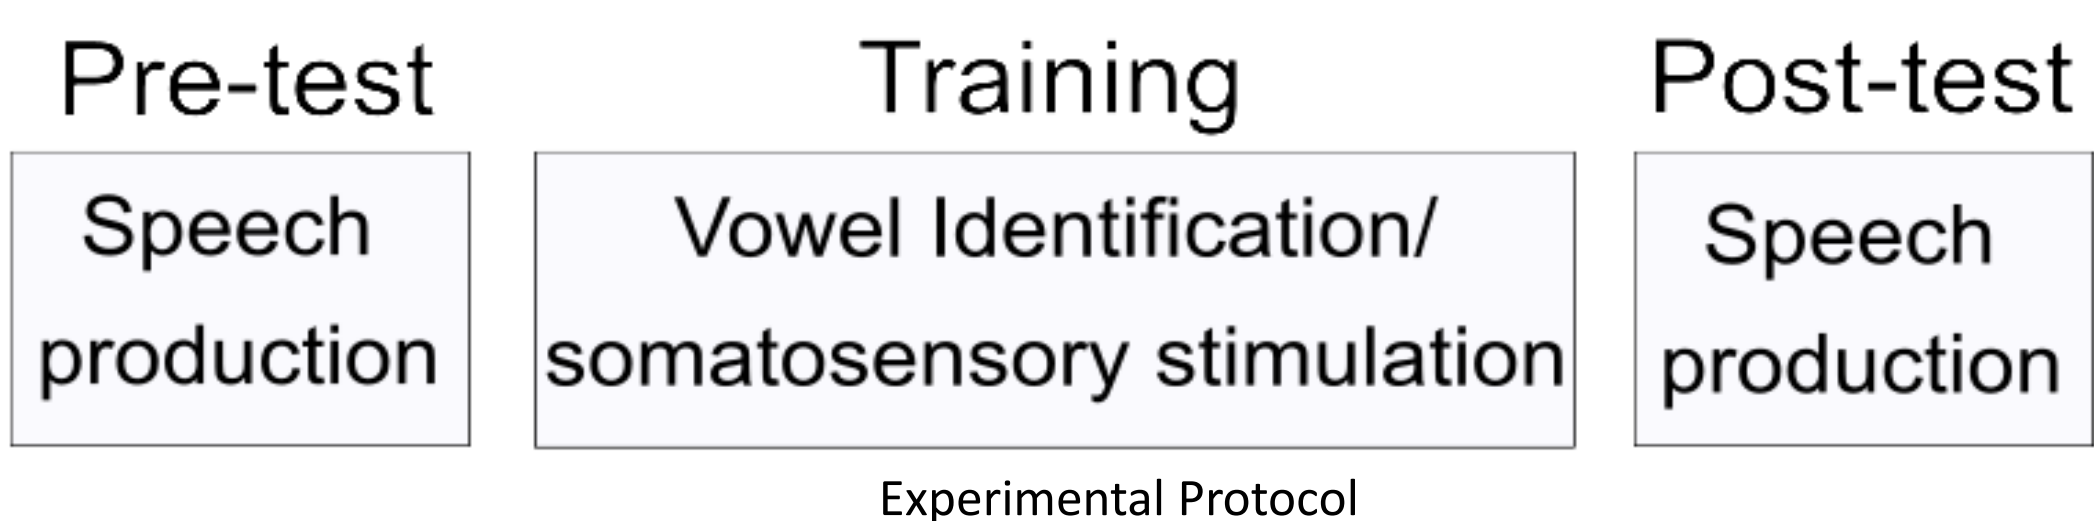 Pre-test
Speech
production
Training
Vowel Identification/
somatosensory stimulation
Post-test
Speech
production
Experimental Protocol